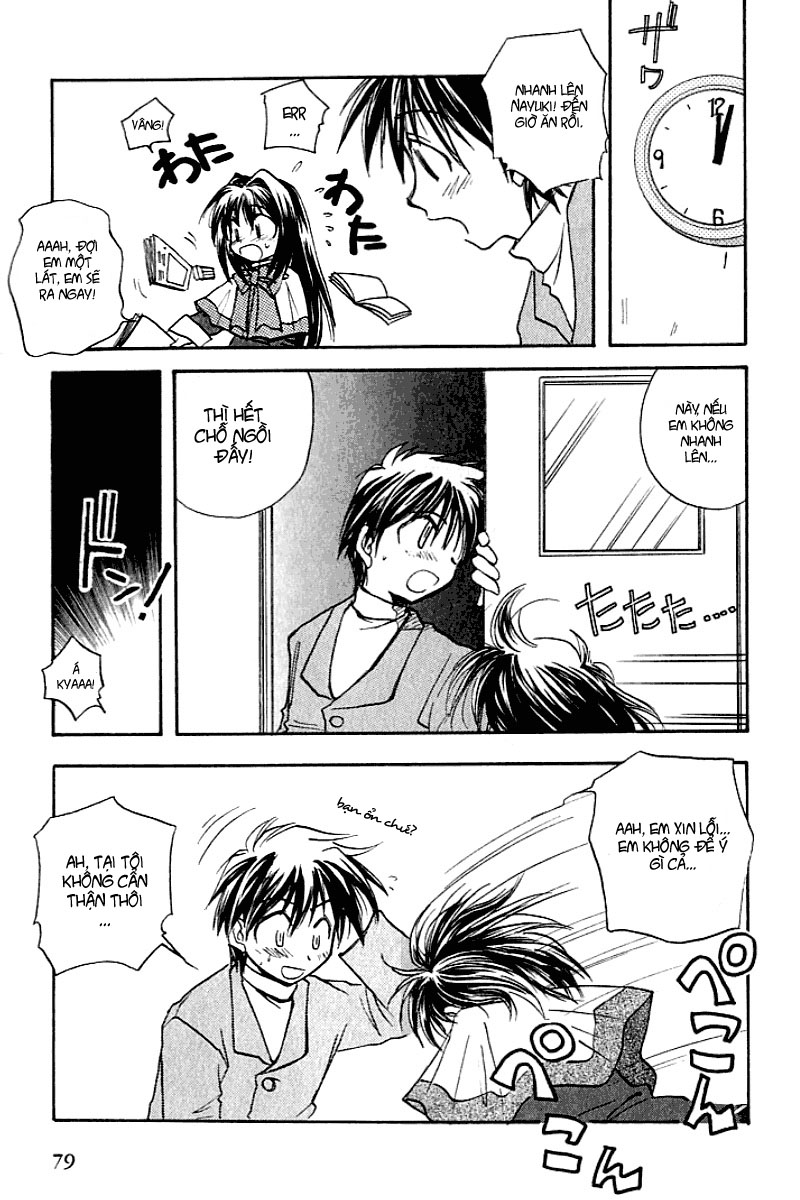 ザワ
12
9
6
NHANH LÊN
NAYUKI! ĐẾN
GIỜ ĂN RỒI.
ERR
...
VÂNG!
わた
わた
AAAH, ĐỢI
EM MỘT
LÁT, EM SẼ
RA NGAY!
NÀY, NẾU
EM KHÔNG
NHANH
LÊN...
THÌ HẾT
CHỖ NGỒI
ĐẤY!
たたた....
ドン!
Á
KYAAA!
AAH, EM XIN LỖI...
EM KHÔNG ĐỂ Ý
GÌ CẢ...
bạn ổn chứ?
AH, TẠI TÔI
KHÔNG CẨN
THẬN THÔI
...
ペこん
ペこん
79